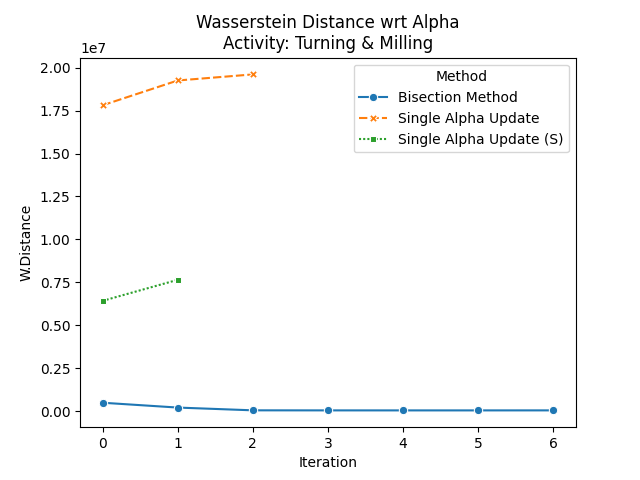 Wasserstein Distance wrt Alpha
Activity: Turning & Milling
1e7
2.00
1.75
1.50
1.25
1.00
0.75
0.50
0.25
0.00
W.Distance
Method
Bisection Method
Single Alpha Update
Single Alpha Update (S)
0 1 2 3 4 5 6
Iteration